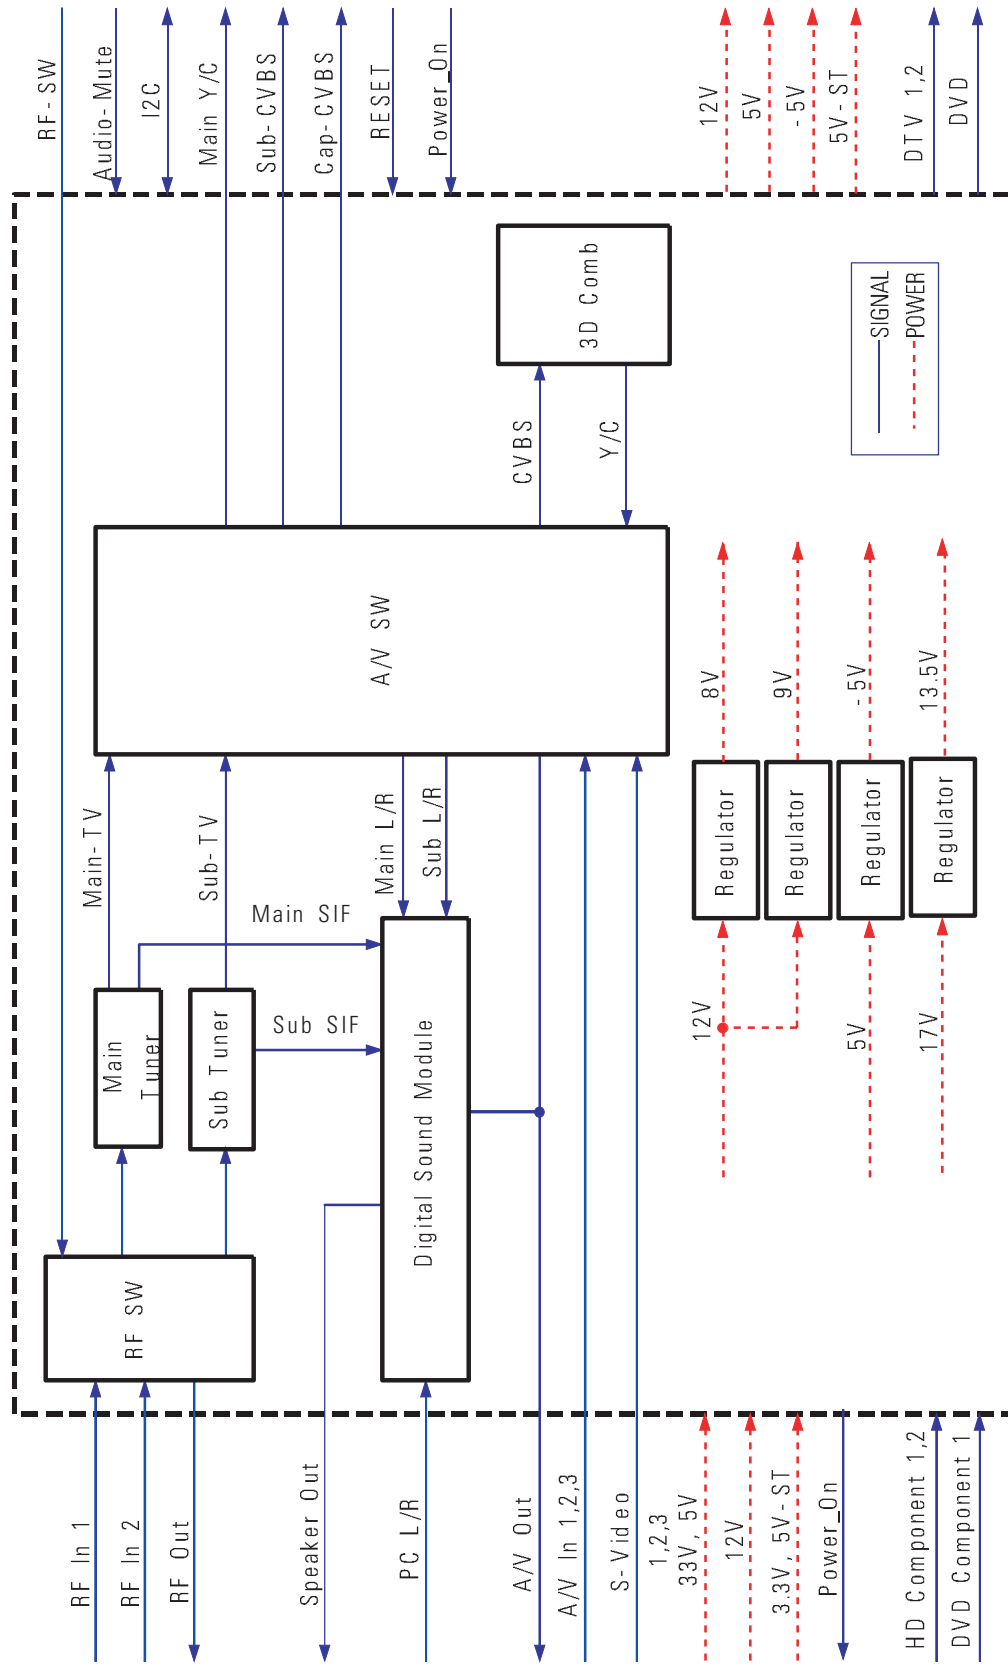 RF-SW
Audio-Mute
I2C
Main Y/C
Sub-CVBS
Cap-CVBS
RESET
Power_On
12V
5V
-5V
5V-ST
DTV 1,2
DVD
3D Comb
SIGNAL
POWER
CVBS
Y/C
A/V SW
8V
9V
-5V
13.5V
Main-TV
Sub-TV
Main L/R
Sub L/R
Regulator
Regulator
Regulator
Regulator
Main SIF
Sub SIF
Main
Tuner
Sub Tuner
Digital Sound Module
12V
5V
17V
RF SW
RF In 1
RF In 2
RF Out
Speaker Out
PC L/R
A/V Out
A/V In 1,2,3
S-Video
1,2,3
33V, 5V
12V
3.3V, 5V-ST
Power_On
HD Component 1,2
DVD Component 1